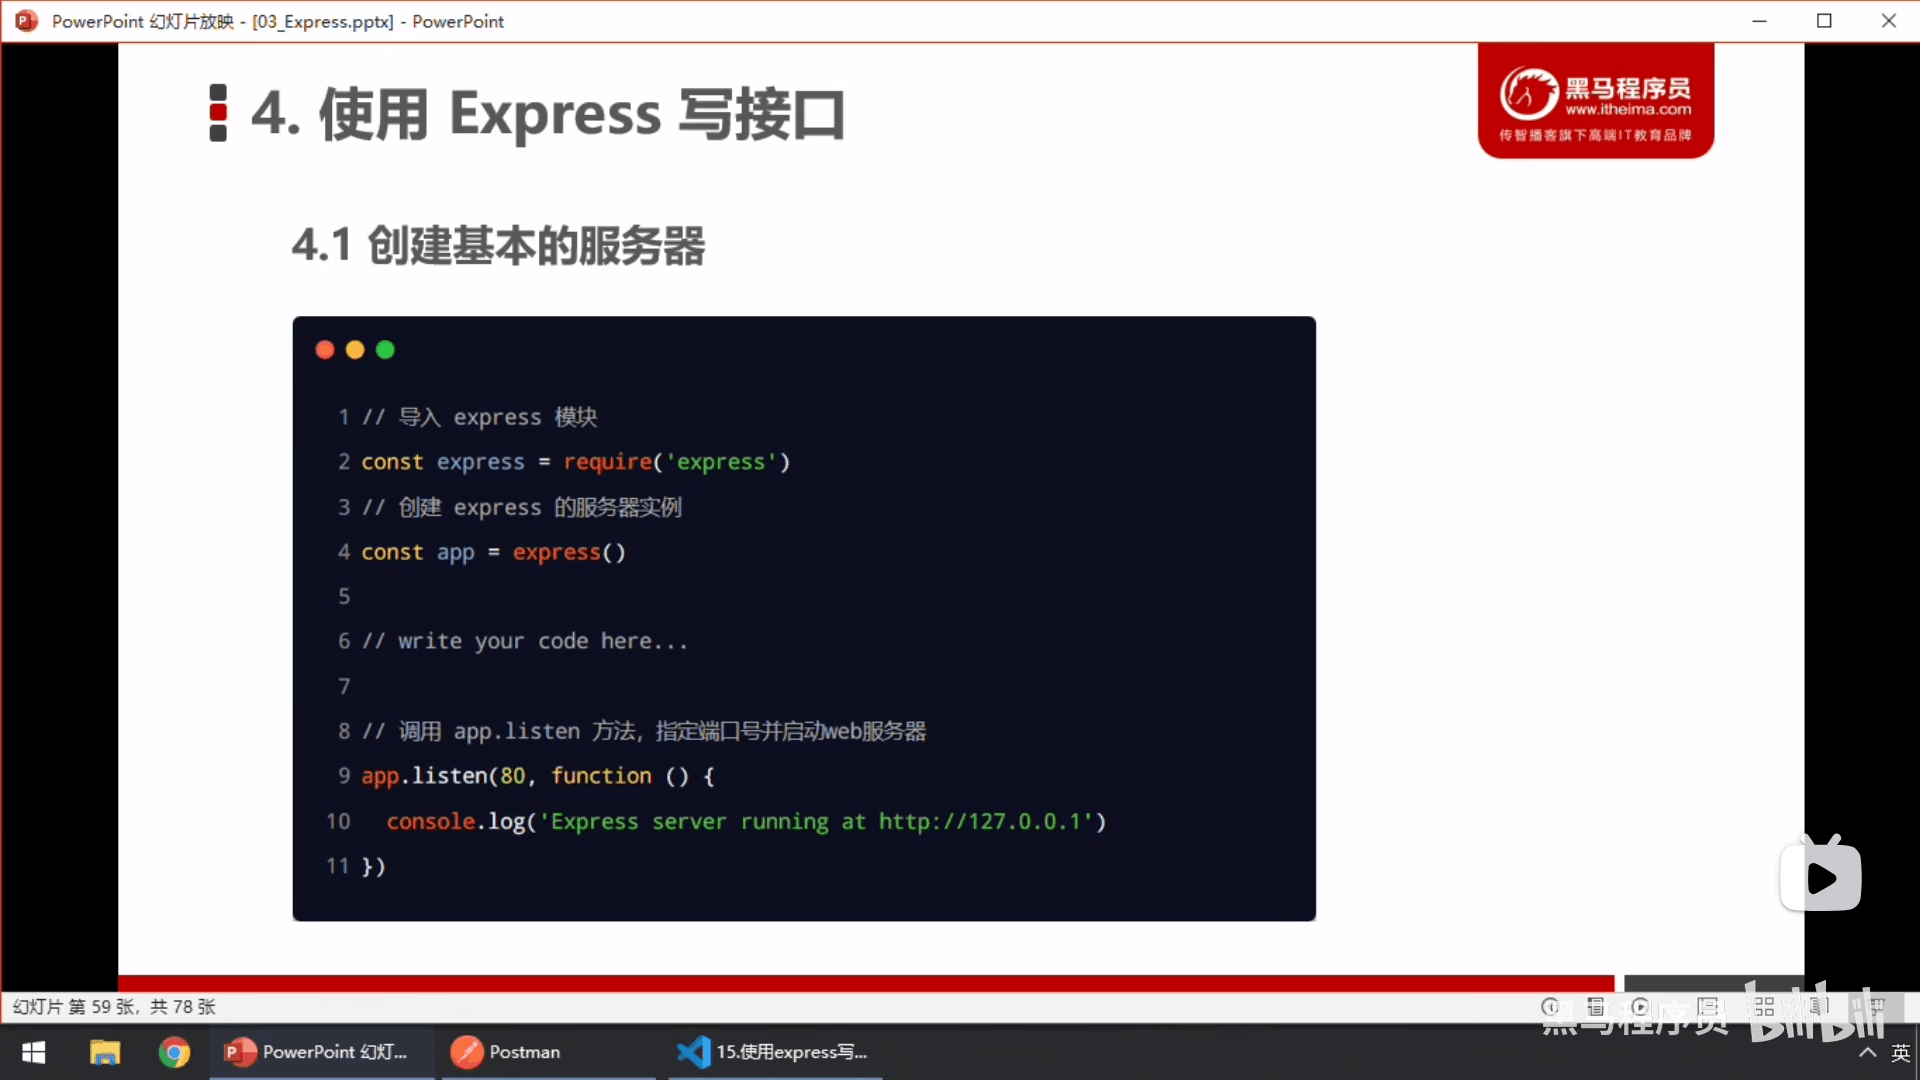 PowerPoint 幻灯片放映 - [03_Express.pptx] - PowerPoint
4. 使用 Express 写接口
黑马程序员
www.itheima.com
传智播客旗下高端IT教育品牌
4.1 创建基本的服务器
1 // 导入 express 模块
2 const express = require('express')
3 // 创建 express 的服务器实例
4 const app = express()
5
6 // write your code here...
7
8 // 调用 app.listen 方法，指定端口号并启动web服务器
9 app.listen(80, function () {
10 console.log('Express server running at http://127.0.0.1')
11 })
幻灯片 第 59 张，共 78 张
黑马程序员 bilibili
PowerPoint 幻灯...
Postman
15.使用express写...
英